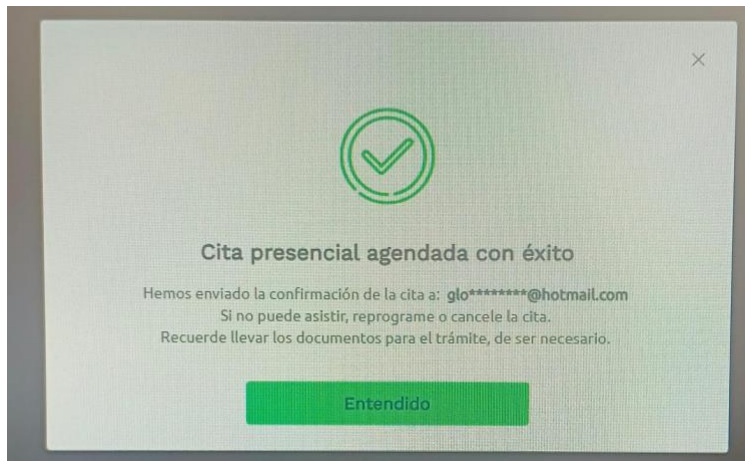 Cita presencial agendada con éxito
Hemos enviado la confirmación de la cita a: glo********@hotmail.com
Si no puede asistir, reprograme o cancele la cita.
Recuerde llevar los documentos para el trámite, de ser necesario.
Entendido